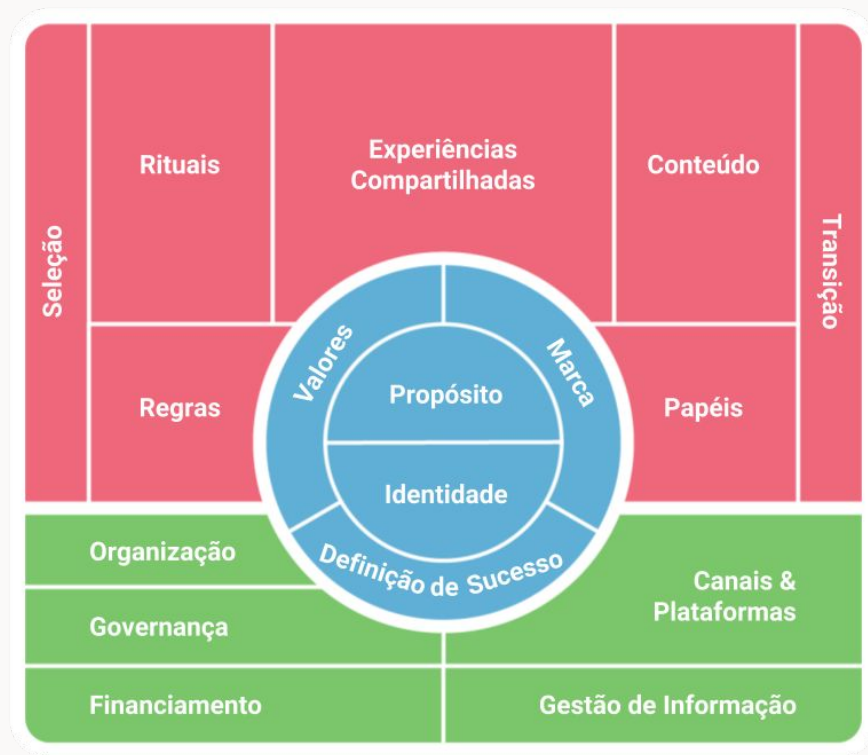 Seleção
Rituais
Experiências
Compartilhadas
Conteúdo
Transição
Regras
Papéis
Valores
Marca
Propósito
Identidade
Definição de Sucesso
Organização
Governança
Financiamento
Canais &
Plataformas
Gestão de Informação